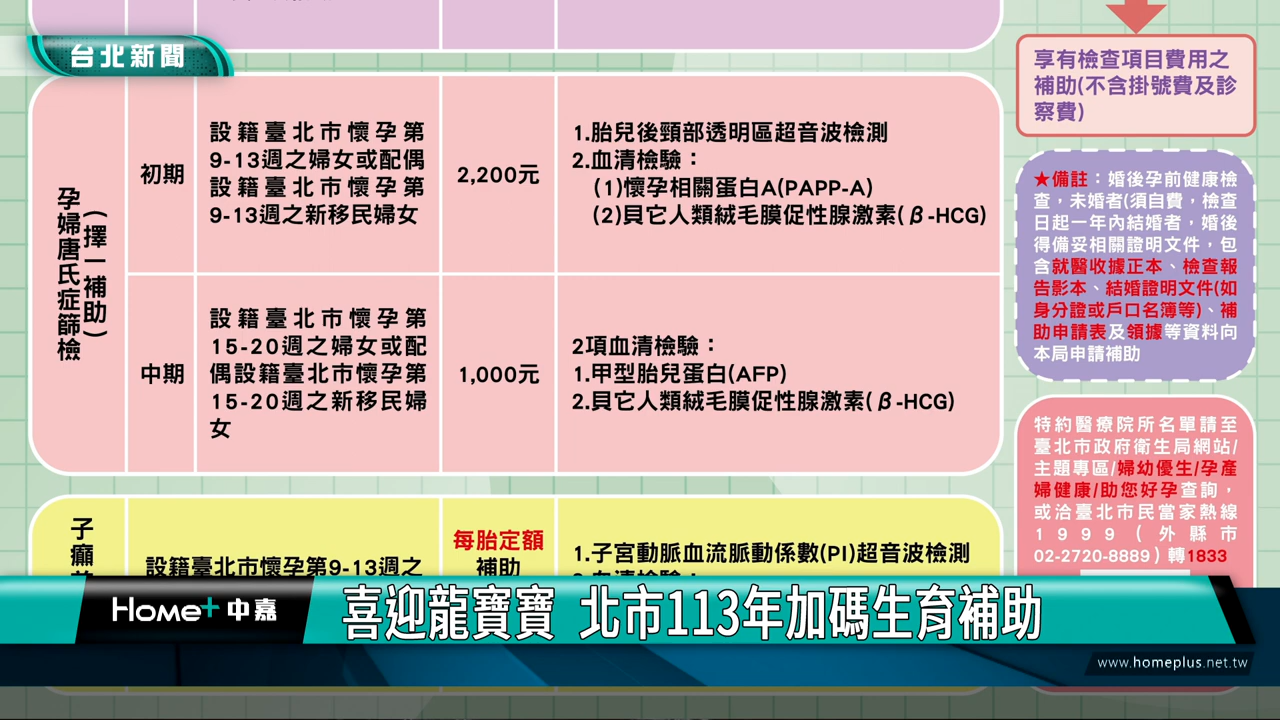 台北新聞
孕婦唐氏症篩檢
(擇一補助)
初期
設籍臺北市懷孕第
9-13週之婦女或配偶
設籍臺北市懷孕第
9-13週之新移民婦女
2,200元
1.胎兒後頸部透明區超音波檢測
2.血清檢驗：
(1)懷孕相關蛋白A(PAPP-A)
(2)貝它人類絨毛膜促性腺激素(β-HCG)
中期
設籍臺北市懷孕第
15-20週之婦女或配
偶設籍臺北市懷孕第
15-20週之新移民婦
女
1,000元
2項血清檢驗：
1.甲型胎兒蛋白(AFP)
2.貝它人類絨毛膜促性腺激素(β-HCG)
子癲
設籍臺北市懷孕第9-13週之
每胎定額
補助
1.子宮動脈血流脈動係數(PI)超音波檢測
享有檢查項目費用之
補助(不含掛號費及診
察費)
★備註：婚後孕前健康檢
查，未婚者(須自費，檢查
日起一年內結婚者，婚後
得備妥相關證明文件，包
含就醫收據正本、檢查報
告影本、結婚證明文件(如
身分證或戶口名簿等)、補
助申請表及領據等資料向
本局申請補助
特約醫療院所名單請至
臺北市政府衛生局網站/
主題專區/婦幼優生/孕產
婦健康/助您好孕查詢，
或洽臺北市民當家熱線
1999(外縣市
02-2720-8889)轉1833
Home+中嘉
喜迎龍寶寶 北市113年加碼生育補助
www.homeplus.net.tw